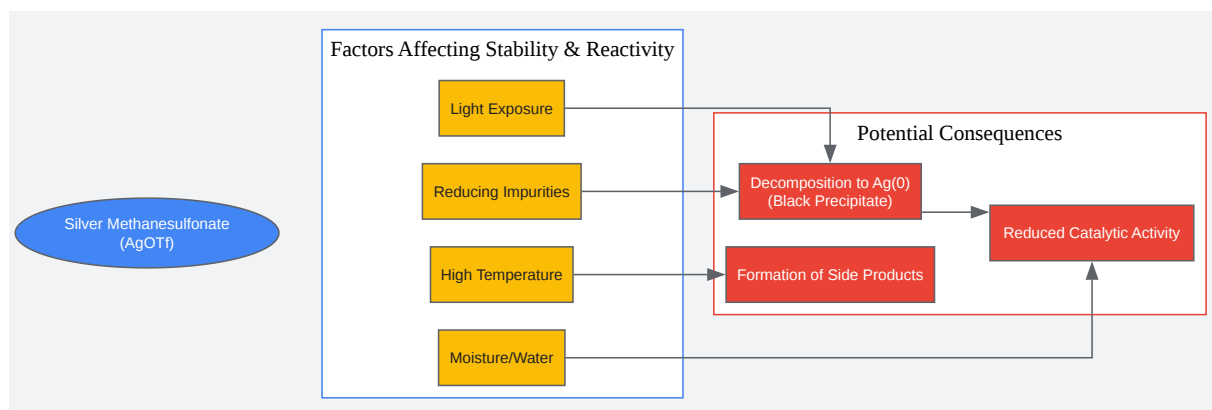 Silver Methanesulfonate
(AgOTf)
Factors Affecting Stability & Reactivity
Light Exposure
Reducing Impurities
High Temperature
Moisture/Water
Potential Consequences
Decomposition to Ag(0)
(Black Precipitate)
Formation of Side Products
Reduced Catalytic Activity